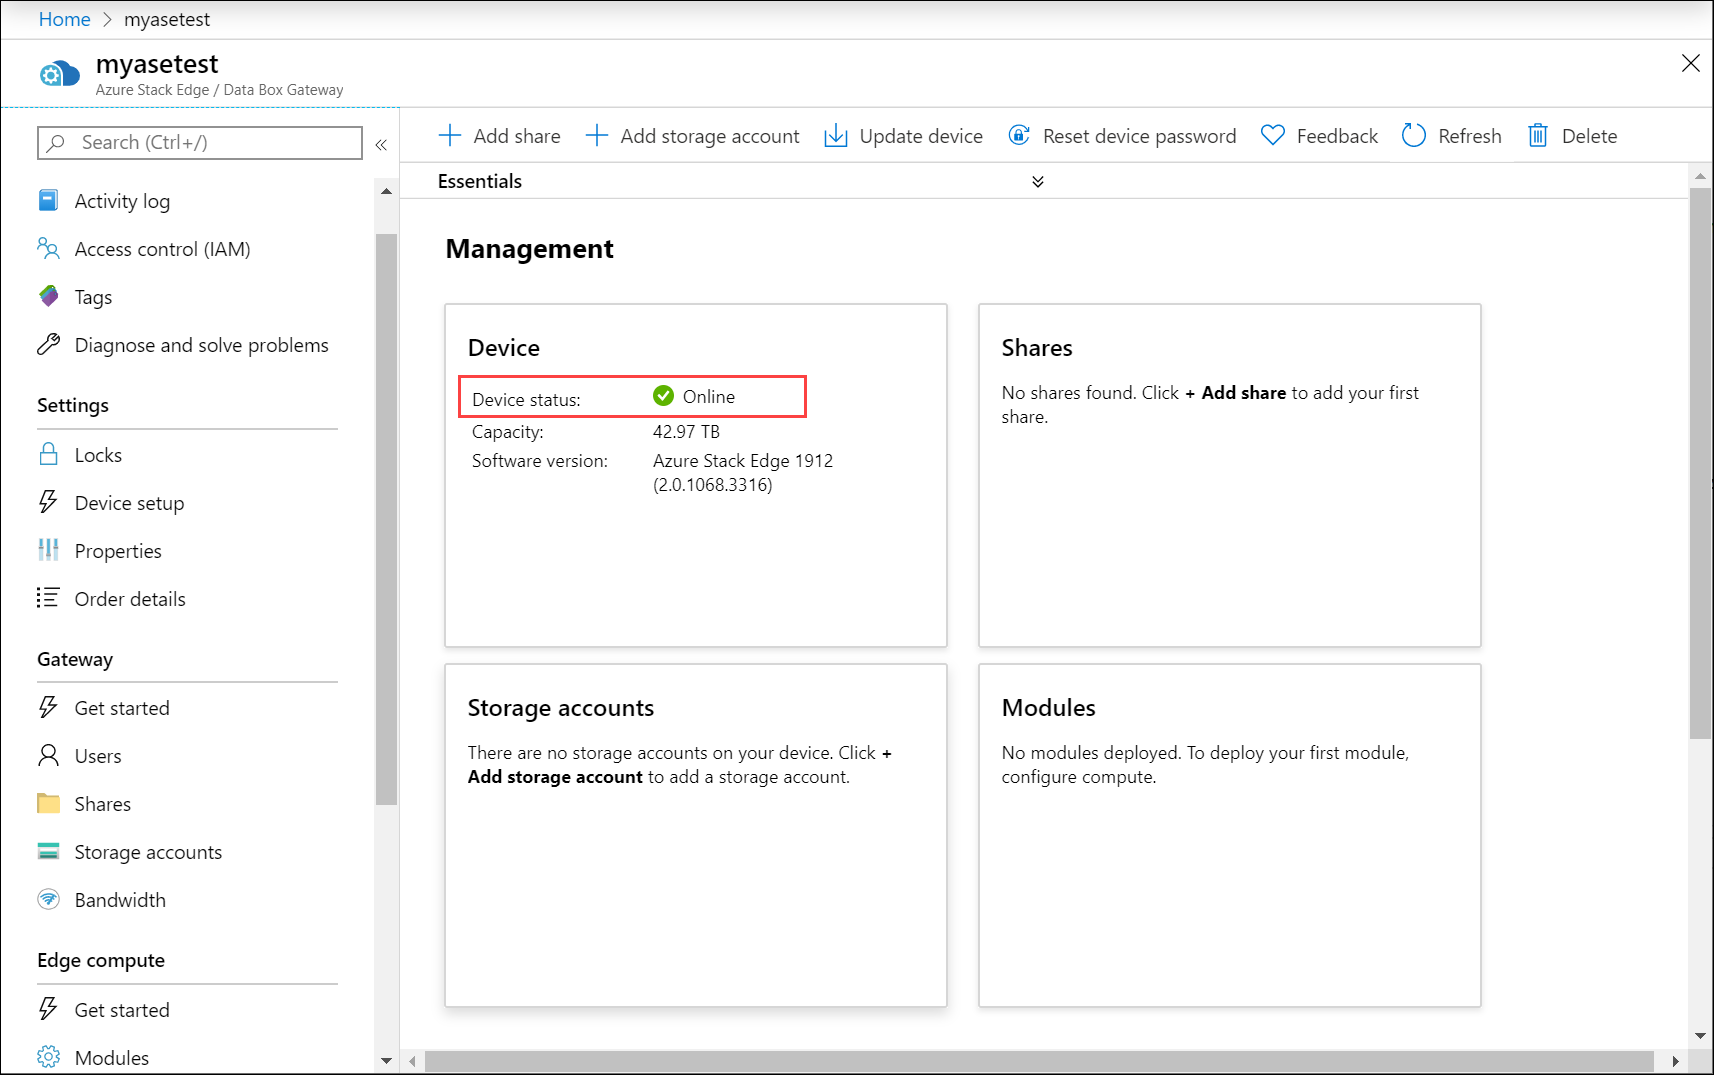 Home > myasetest
myasetest
Azure Stack Edge / Data Box Gateway
Search (Ctrl+/)
«
Activity log
Access control (IAM)
Tags
Diagnose and solve problems
Settings
Locks
Device setup
Properties
Order details
Gateway
Get started
Users
Shares
Storage accounts
Bandwidth
Edge compute
Get started
Modules
+ Add share + Add storage account Update device Reset device password Feedback Refresh Delete
Essentials
Management
Device
Device status: Online
Capacity: 42.97 TB
Software version: Azure Stack Edge 1912
(2.0.1068.3316)
Shares
No shares found. Click + Add share to add your first
share.
Storage accounts
There are no storage accounts on your device. Click +
Add storage account to add a storage account.
Modules
No modules deployed. To deploy your first module,
configure compute.